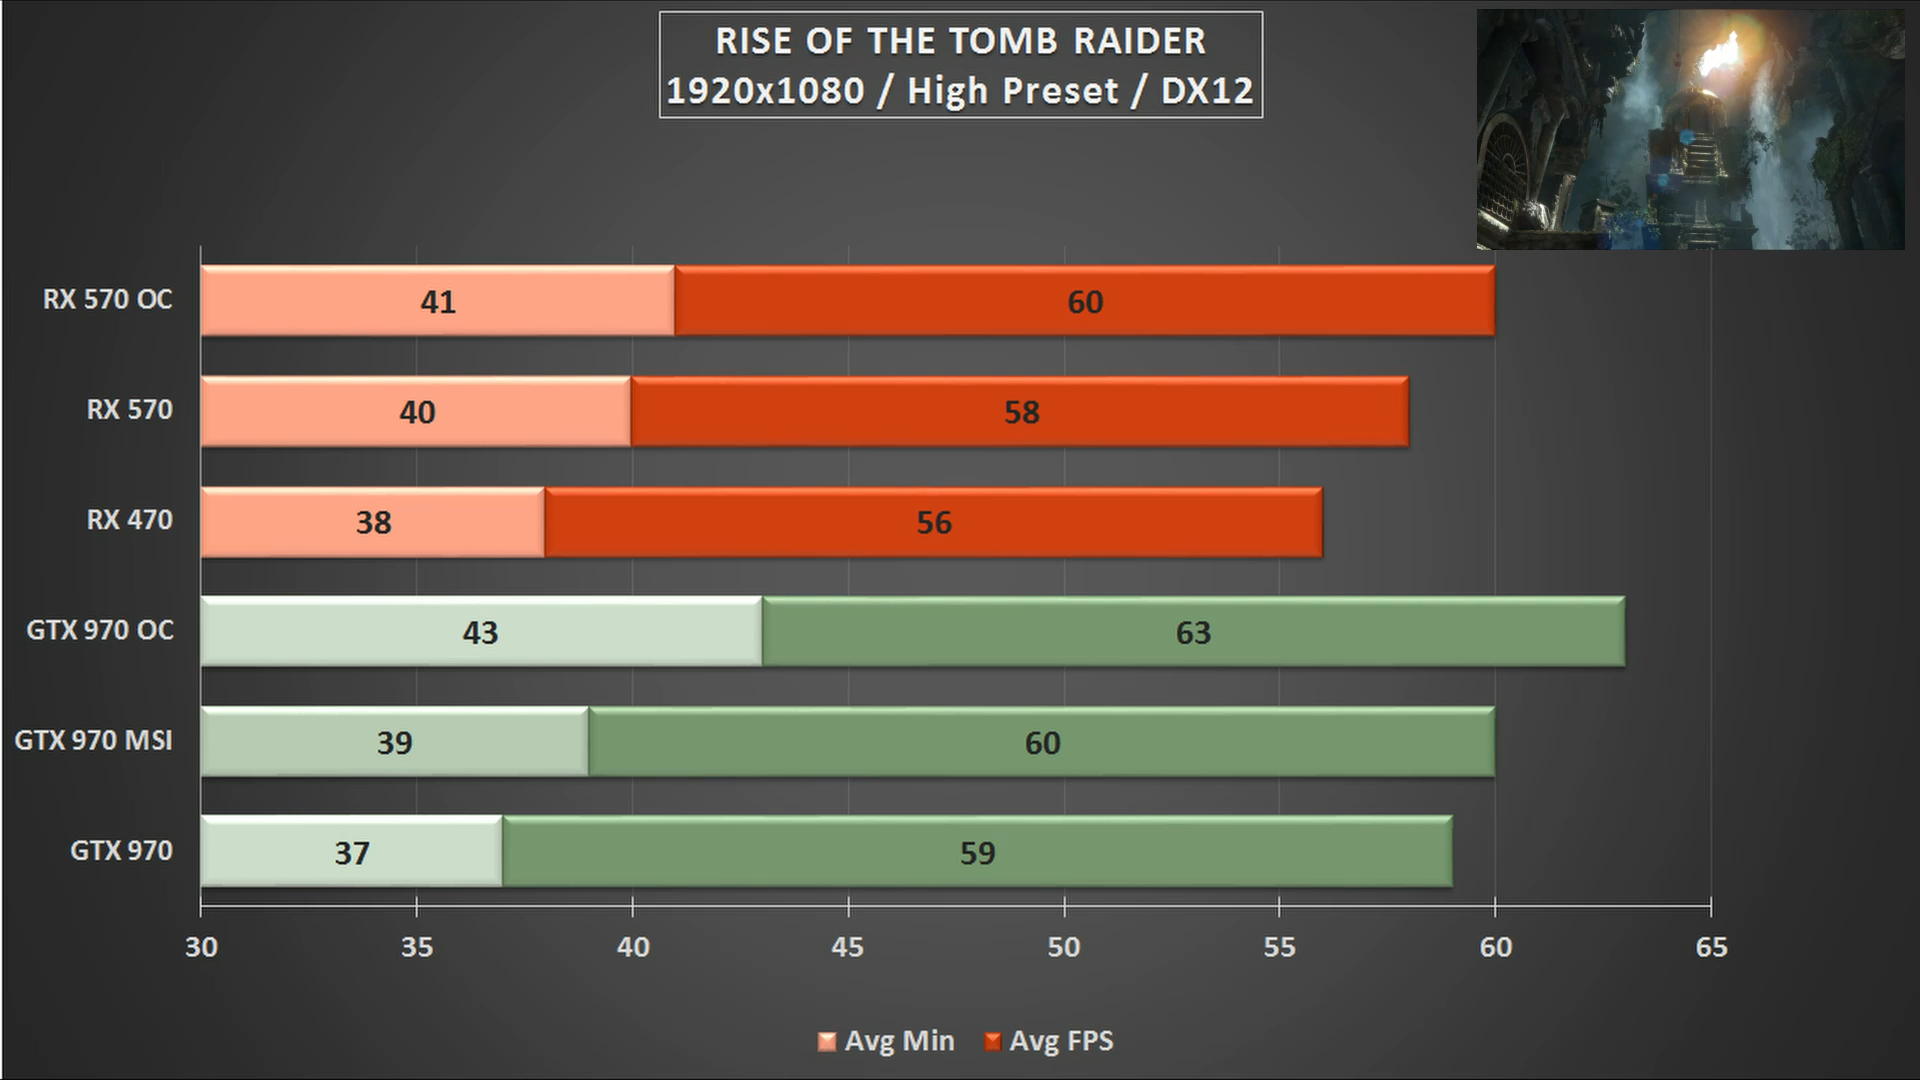 RISE OF THE TOMB RAIDER
1920x1080 / High Preset / DX12
RX 570 OC
41
60
RX 570
40
58
RX 470
38
56
GTX 970 OC
43
63
GTX 970 MSI
39
60
GTX 970
37
59
30 35 40 45 50 55 60 65
Avg Min Avg FPS